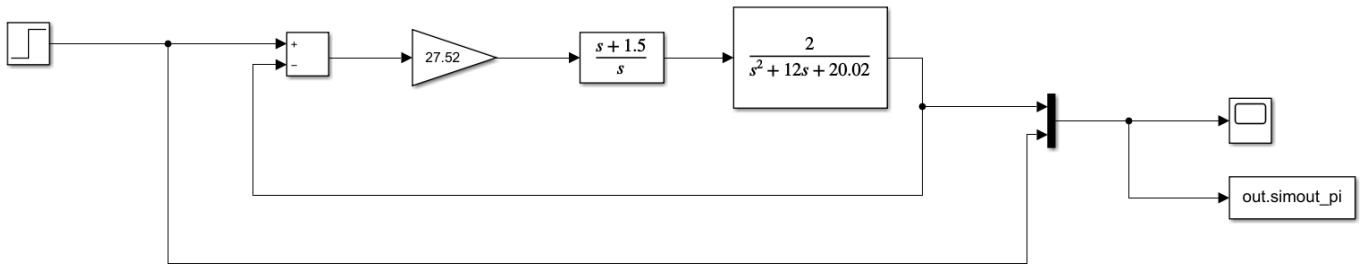 +
−
27.52
s + 1.5
s
2
s² + 12s + 20.02
out.simout_pi